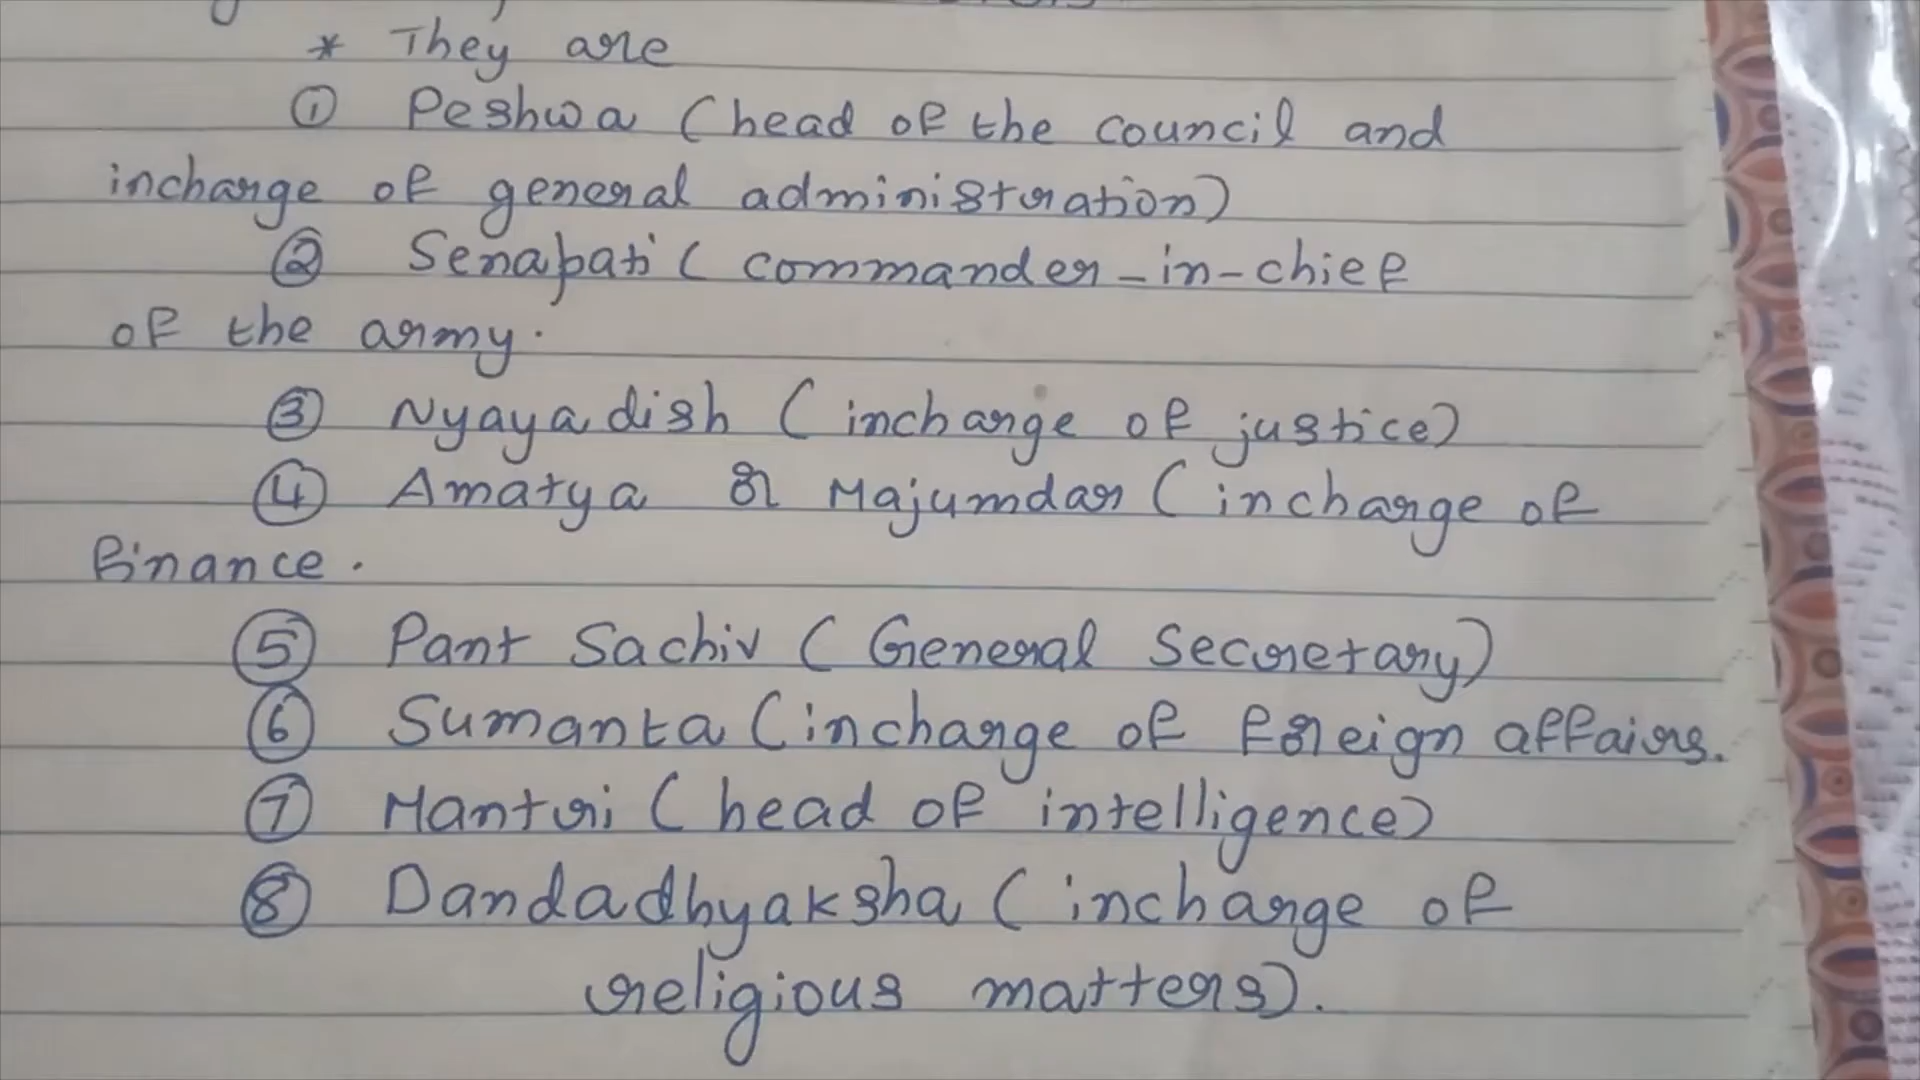 * They are
① Peshwa (head of the council and
incharge of general administration)
② Senapati (commander-in-chief
of the army.
③ Nyayadish (incharge of justice)
④ Amatya or Majumdar (incharge of
finance.
⑤ Pant Sachiv (General Secretary)
⑥ Sumanta (incharge of foreign affairs.
⑦ Mantri (head of intelligence)
⑧ Dandadhyaksha (incharge of
religious matters).